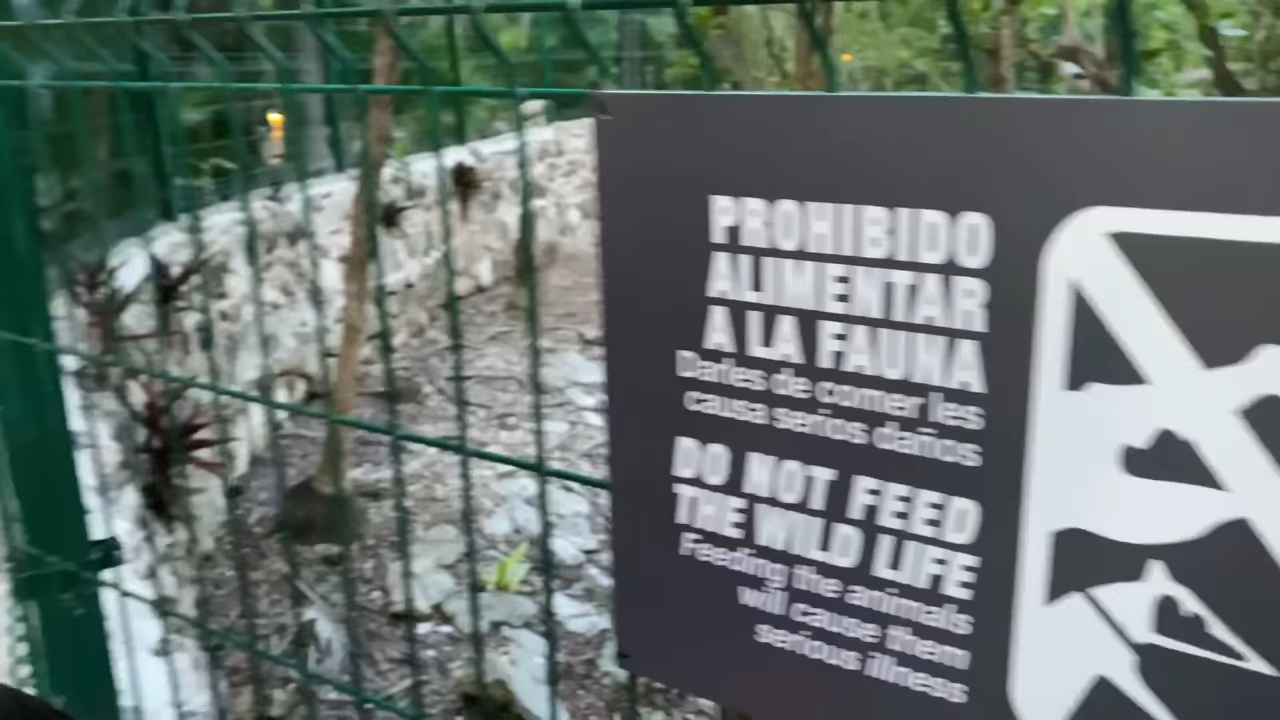 PROHIBIDO
ALIMENTAR
A LA FAUNA
Darles de comer les
causa serios daños
DO NOT FEED
THE WILD LIFE
Feeding the animals
will cause them
serious illness